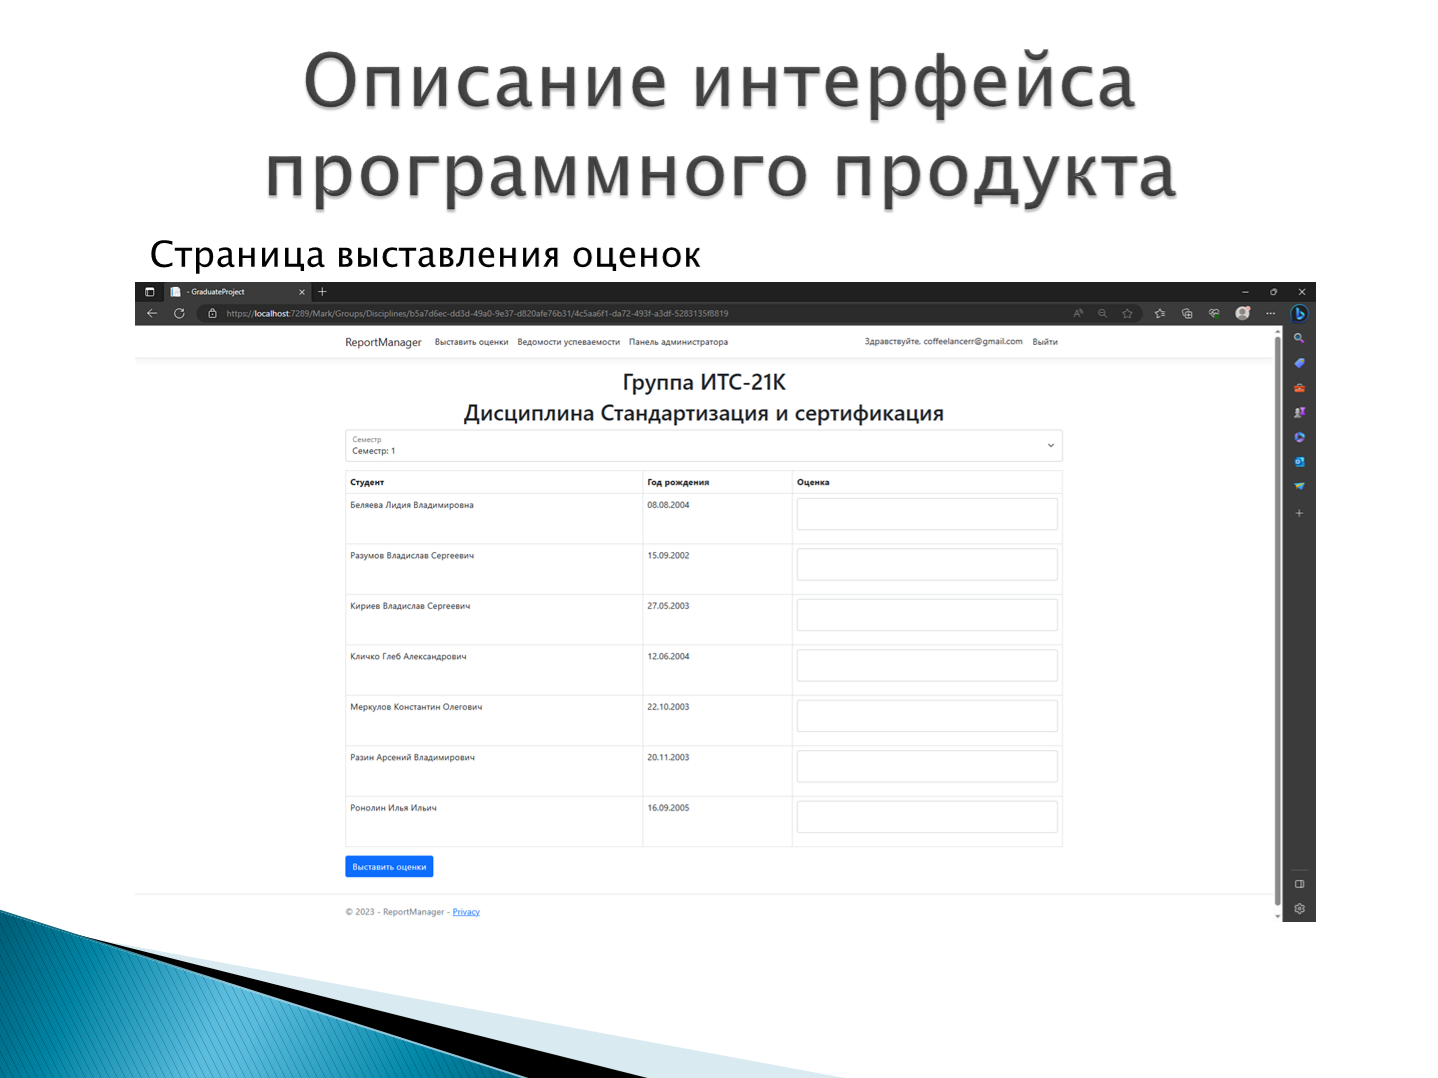 Описание интерфейса
программного продукта
Страница выставления оценок
- GraduateProject
https://localhost:7289/Mark/Groups/Disciplines/b5a7d6ec-dd3d-49a0-9e37-d820afe76b31/4c5aa6f1-da72-493f-a3df-5283135f8819
ReportManager Выставить оценки Ведомости успеваемости Панель администратора Здравствуйте, coffeelancerr@gmail.com Выйти
Группа ИТС-21К
Дисциплина Стандартизация и сертификация
Семестр
Семестр: 1
Студент Год рождения Оценка
Беляева Лидия Владимировна 08.08.2004
Разумов Владислав Сергеевич 15.09.2002
Кириев Владислав Сергеевич 27.05.2003
Кличко Глеб Александрович 12.06.2004
Меркулов Константин Олегович 22.10.2003
Разин Арсений Владимирович 20.11.2003
Ронолин Илья Ильич 16.09.2005
Выставить оценки
© 2023 - ReportManager - Privacy